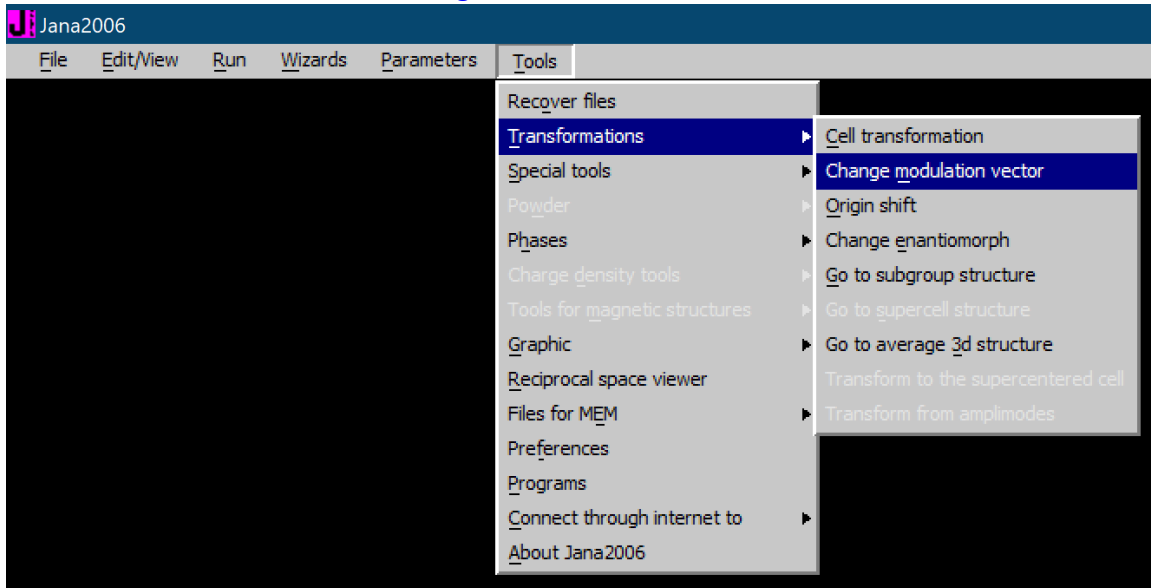 Jana2006
File Edit/View Run Wizards Parameters Tools
Recover files
Transformations
Special tools
Powder
Phases
Charge density tools
Tools for magnetic structures
Graphic
Reciprocal space viewer
Files for MEM
Preferences
Programs
Connect through internet to
About Jana2006
Cell transformation
Change modulation vector
Origin shift
Change enantiomorph
Go to subgroup structure
Go to supercell structure
Go to average 3d structure
Transform to the supercentered cell
Transform from amplimodes